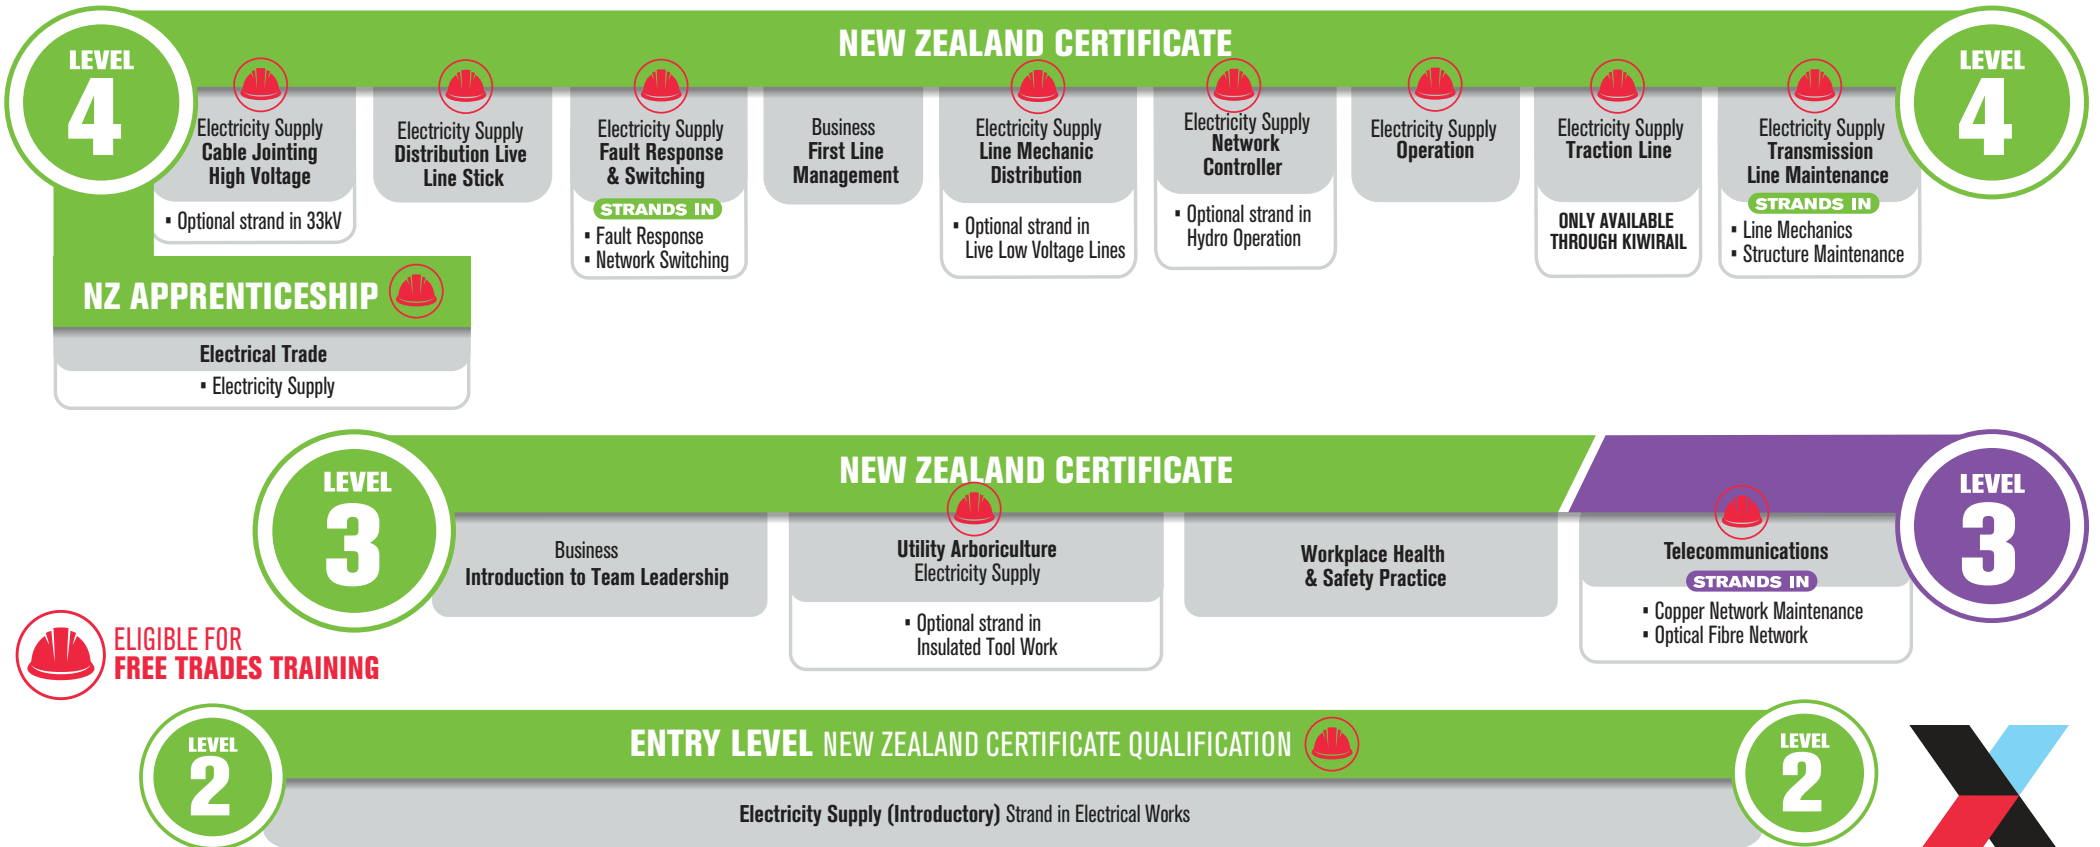 NEW ZEALAND CERTIFICATE
LEVEL
4
LEVEL
4
Electricity Supply
Cable Jointing
High Voltage
▪ Optional strand in 33kV
Electricity Supply
Distribution Live
Line Stick
Electricity Supply
Fault Response
& Switching
STRANDS IN
▪ Fault Response
▪ Network Switching
Business
First Line
Management
Electricity Supply
Line Mechanic
Distribution
▪ Optional strand in
Live Low Voltage Lines
Electricity Supply
Network
Controller
▪ Optional strand in
Hydro Operation
Electricity Supply
Operation
Electricity Supply
Traction Line
ONLY AVAILABLE
THROUGH KIWIRAIL
Electricity Supply
Transmission
Line Maintenance
STRANDS IN
▪ Line Mechanics
▪ Structure Maintenance
NZ APPRENTICESHIP
Electrical Trade
▪ Electricity Supply
NEW ZEALAND CERTIFICATE
LEVEL
3
LEVEL
3
Business
Introduction to Team Leadership
Utility Arboriculture
Electricity Supply
▪ Optional strand in
Insulated Tool Work
Workplace Health
& Safety Practice
Telecommunications
STRANDS IN
▪ Copper Network Maintenance
▪ Optical Fibre Network
ELIGIBLE FOR
FREE TRADES TRAINING
LEVEL
2
ENTRY LEVEL NEW ZEALAND CERTIFICATE QUALIFICATION
LEVEL
2
Electricity Supply (Introductory) Strand in Electrical Works